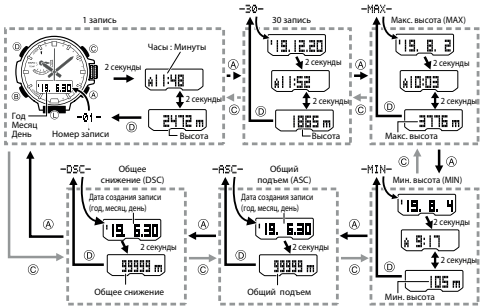 1 запись
-30-
30 запись
-MAX-
Макс. высота (MAX)
D
C
B
A
L
'19. 6.30
Год
Месяц
День
-01-
Номер записи
2 секунды
Часы : Минуты
A11:48
2 секунды
D
2472 m
Высота
A
C
'19.12.20
A11:52
2 секунды
D
1865 m
Высота
A
C
'19. 8. 2
A10:03
2 секунды
D
3776 m
Макс. высота
C
A
-DSC-
Общее
снижение (DSC)
Дата создания записи
(год, месяц, день)
'19. 6.30
2 секунды
D
99999 m
Общее снижение
A
C
-ASC-
Общий
подъем (ASC)
Дата создания записи
(год, месяц, день)
'19. 6.30
2 секунды
D
99999 m
Общий подъем
A
C
-MIN-
Мин. высота (MIN)
'19. 8. 4
2 секунды
A 9:17
D
105 m
Мин. высота
A
C